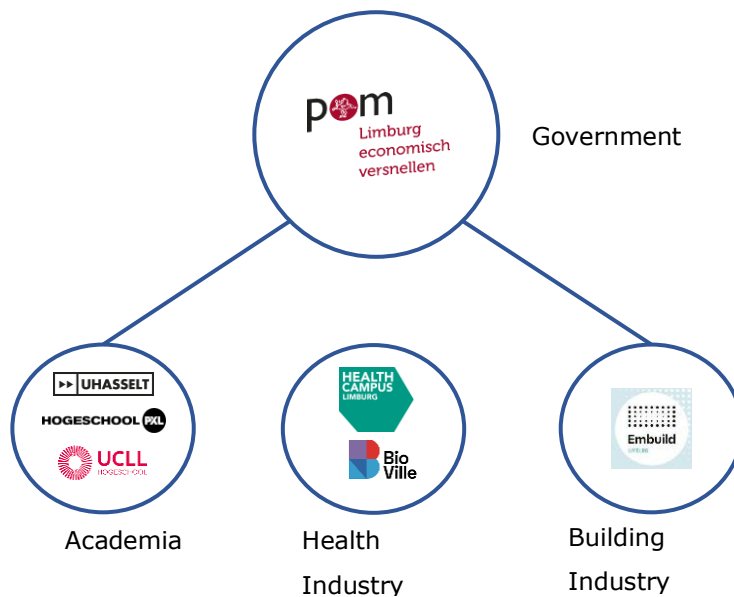 pom
Limburg
economisch
versnellen
Government
UHASSELT
HOGESCHOOL PXL
UCLL
HOGESCHOOL
HEALTH
CAMPUS
LIMBURG
Bio
Ville
Embuild
LIMBURG
Academia
Health
Industry
Building
Industry